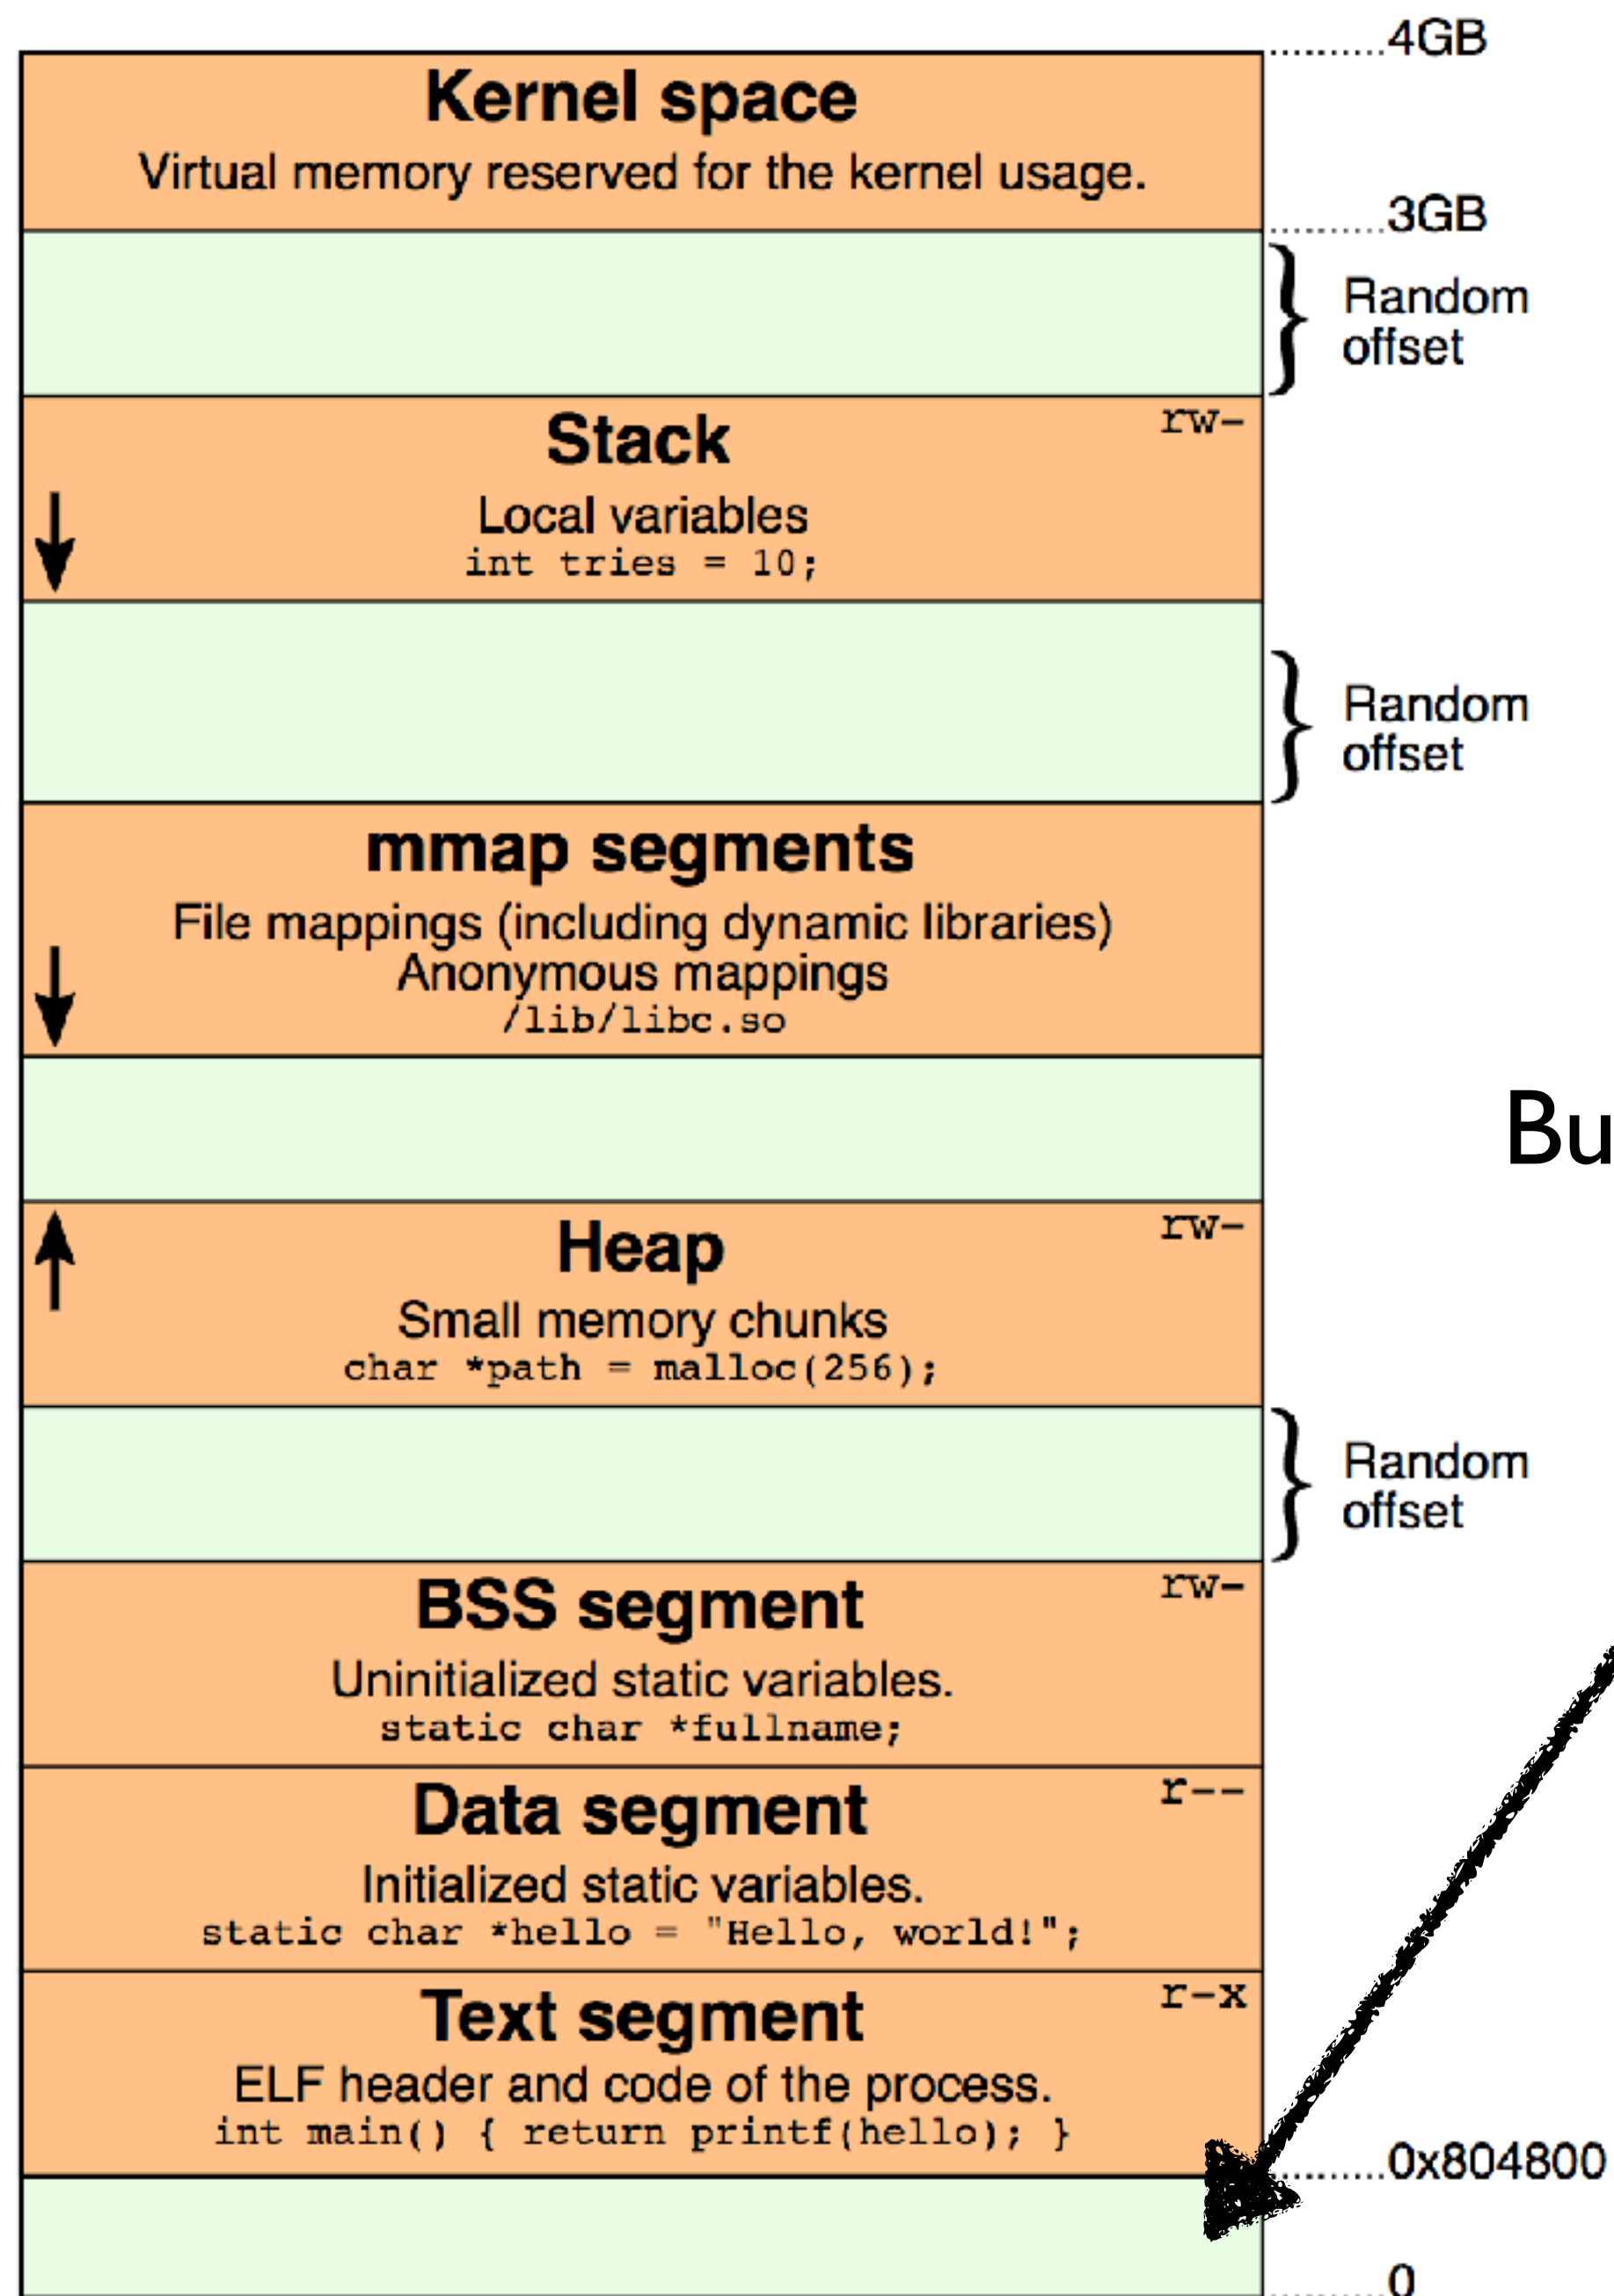 4GB
Kernel space
Virtual memory reserved for the kernel usage.
3GB
Random
offset
rw-
Stack
Local variables
int tries = 10;
Random
offset
mmap segments
File mappings (including dynamic libraries)
Anonymous mappings
/lib/libc.so
Bu
rw-
Heap
Small memory chunks
char *path = malloc(256);
Random
offset
rw-
BSS segment
Uninitialized static variables.
static char *fullname;
r--
Data segment
Initialized static variables.
static char *hello = "Hello, world!";
r-x
Text segment
ELF header and code of the process.
int main() { return printf(hello); }
0x804800
0